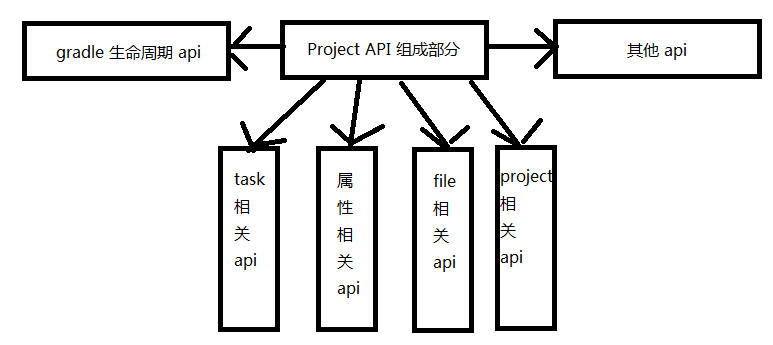 gradle 生命周期 api
Project API 组成部分
其他 api
task
相
关
api
属
性
相
关
api
file
相
关
api
project
相
关
api